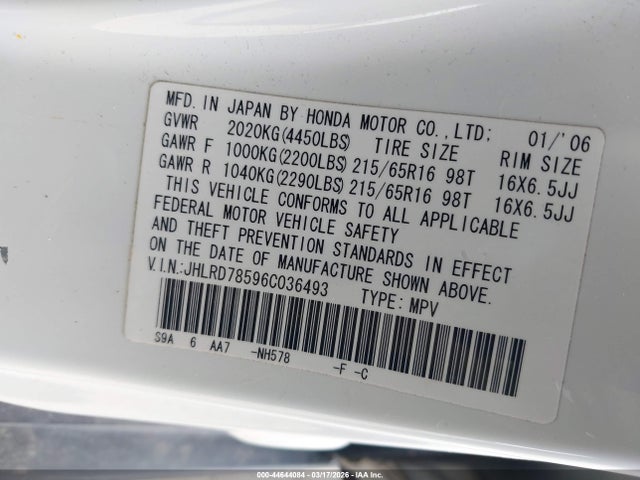 MFD. IN JAPAN BY HONDA MOTOR CO., LTD; 01/'06
GVWR 2020KG(4450LBS) TIRE SIZE RIM SIZE
GAWR F 1000KG(2200LBS) 215/65R16 98T 16X6.5JJ
GAWR R 1040KG(2290LBS) 215/65R16 98T 16X6.5JJ
THIS VEHICLE CONFORMS TO ALL APPLICABLE
FEDERAL MOTOR VEHICLE SAFETY
AND THEFT PREVENTION STANDARDS IN EFFECT
ON THE DATE OF MANUFACTURE SHOWN ABOVE.
V.I.N.:JHLRD78596C036493 TYPE: MPV
S9A 6 AA7 -NH578 -F -C
000-44644084 - 03/17/2026 - IAAI.com